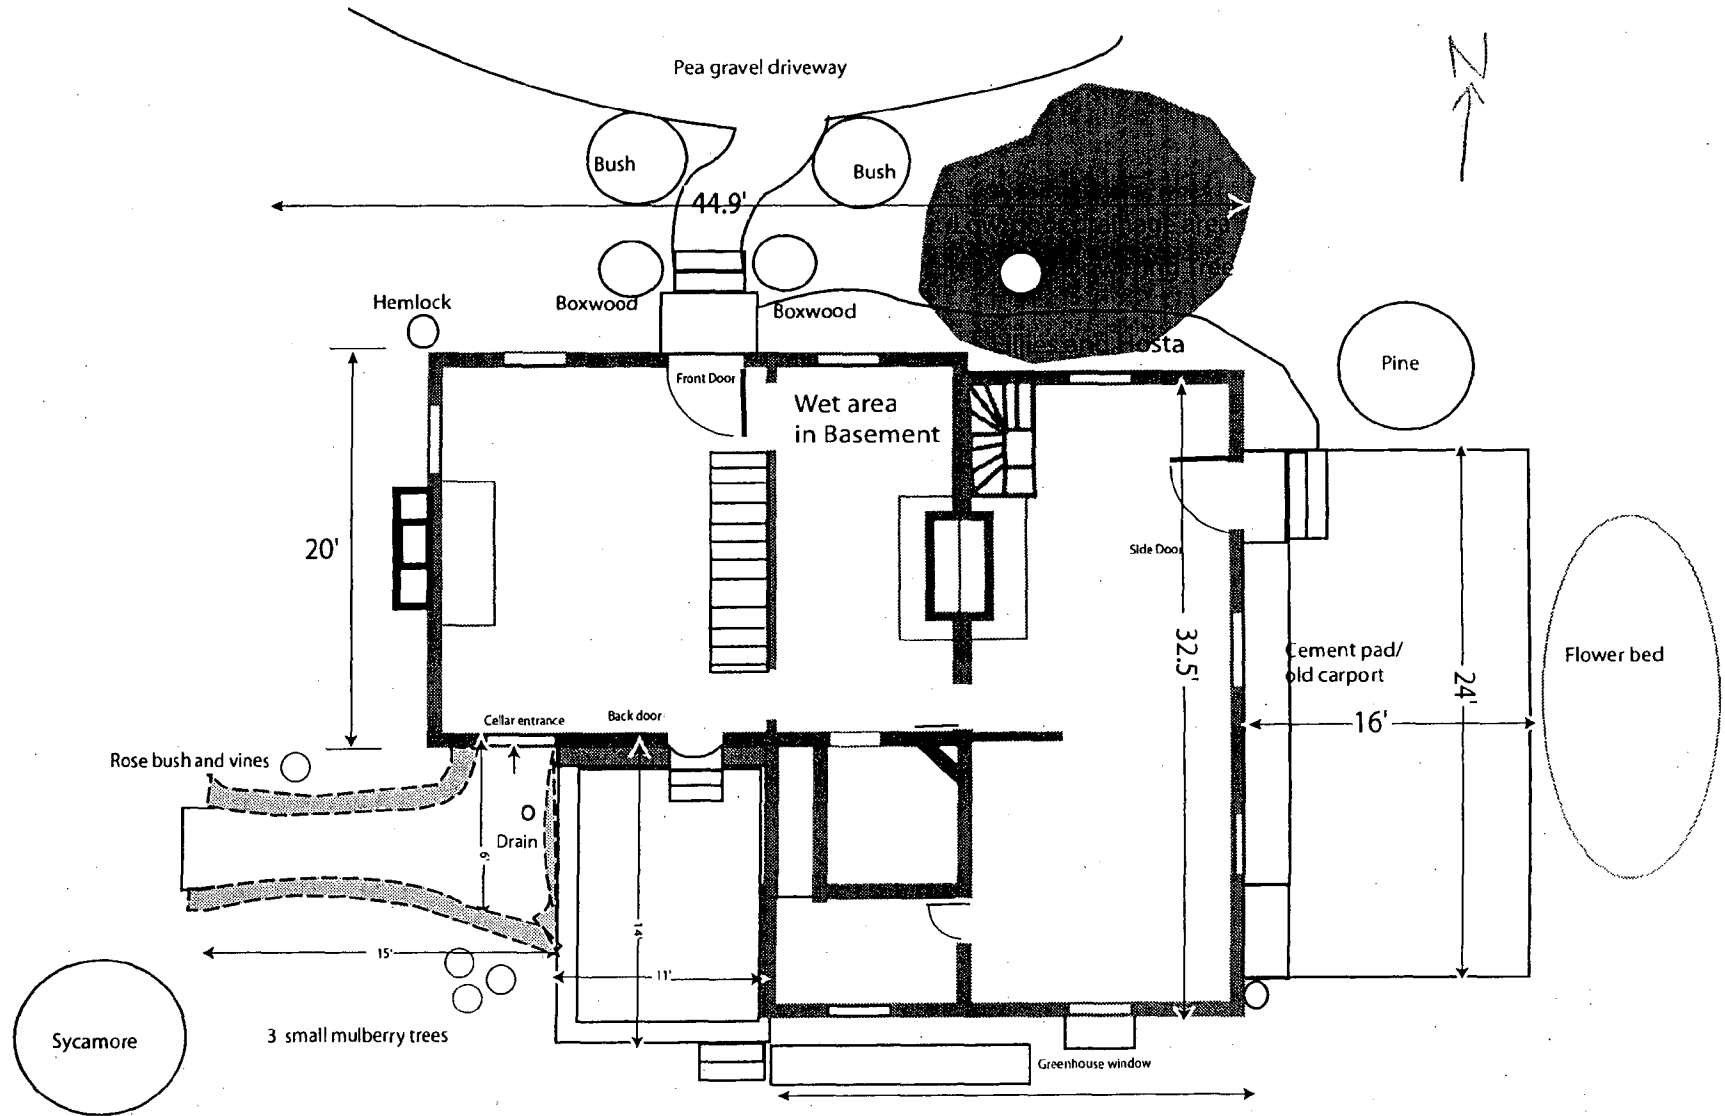 Pea gravel driveway
N
Bush
Bush
44.9'
Hemlock
Boxwood
Boxwood
Lilies and Hosta
Pine
Front Door
Wet area
in Basement
20'
Side Door
32.5'
Cement pad/
old carport
24'
16'
Flower bed
Cellar entrance
Back door
Rose bush and vines
Drain
6'
14'
15'
11'
Sycamore
3 small mulberry trees
Greenhouse window